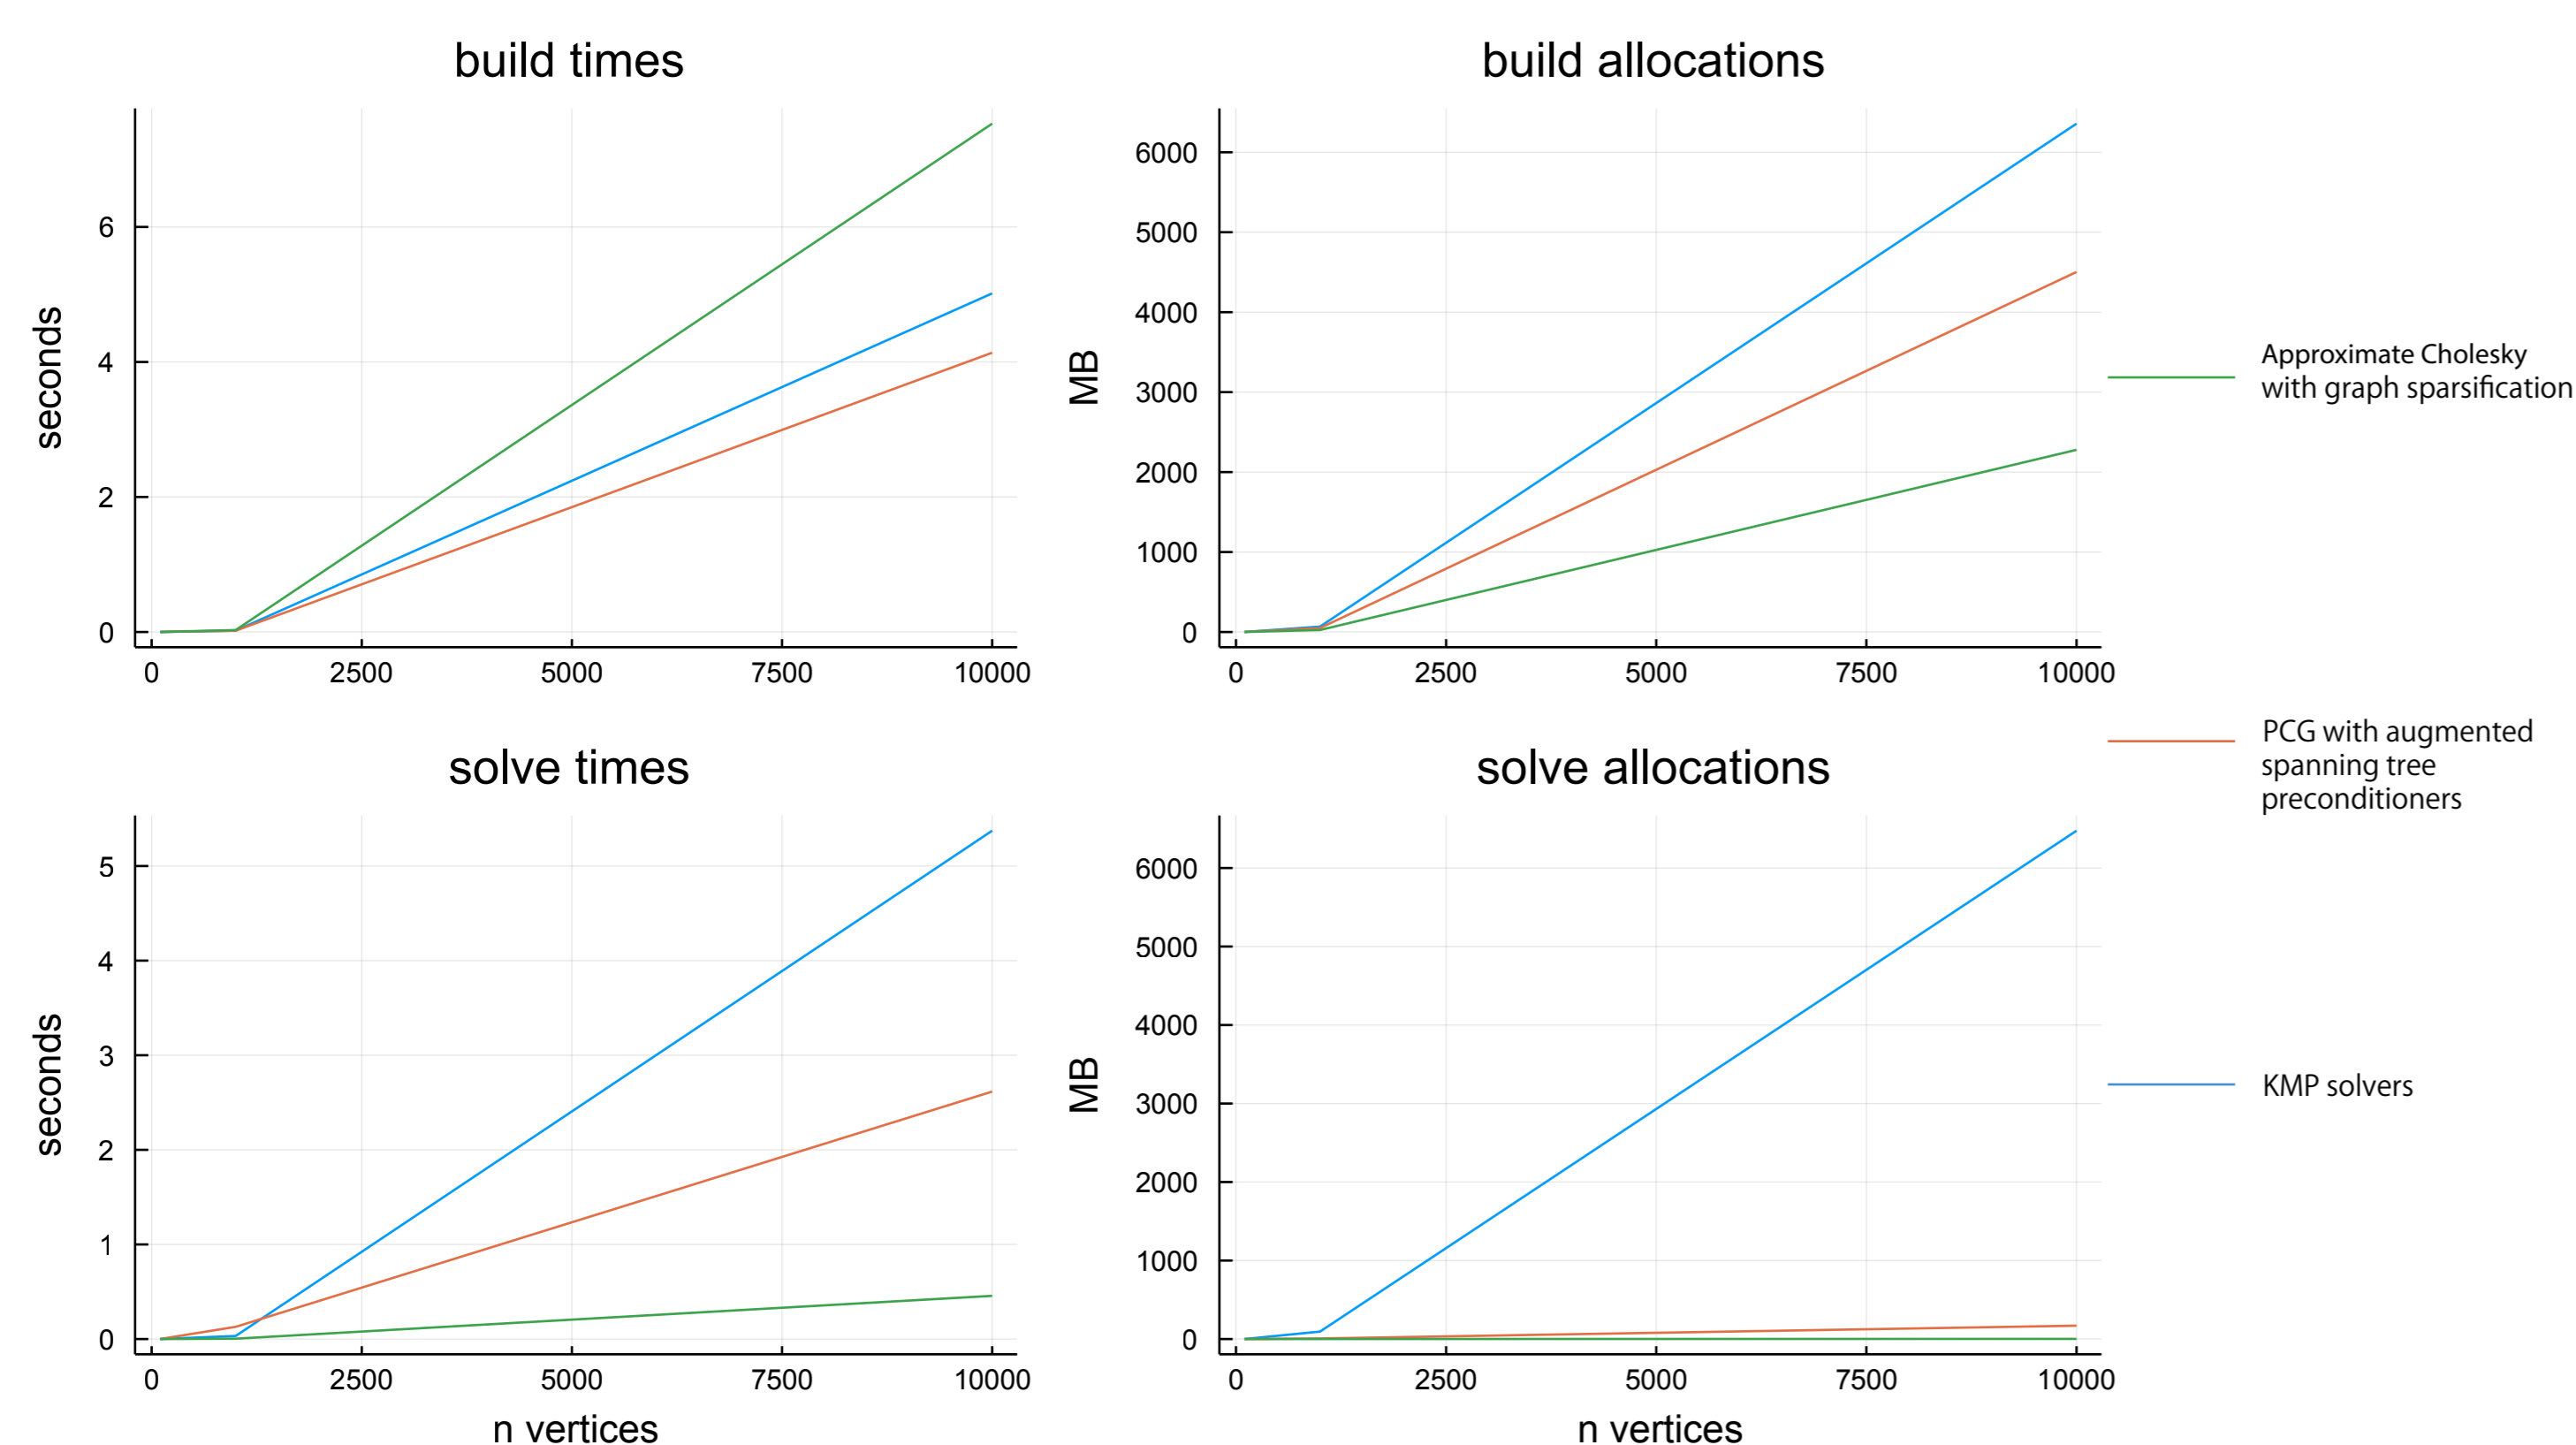 build times
seconds
6
4
2
0
0 2500 5000 7500 10000
build allocations
MB
6000
5000
4000
3000
2000
1000
0
0 2500 5000 7500 10000
Approximate Cholesky
with graph sparsification
PCG with augmented
spanning tree
preconditioners
KMP solvers
solve times
seconds
5
4
3
2
1
0
0 2500 5000 7500 10000
n vertices
solve allocations
MB
6000
5000
4000
3000
2000
1000
0
0 2500 5000 7500 10000
n vertices